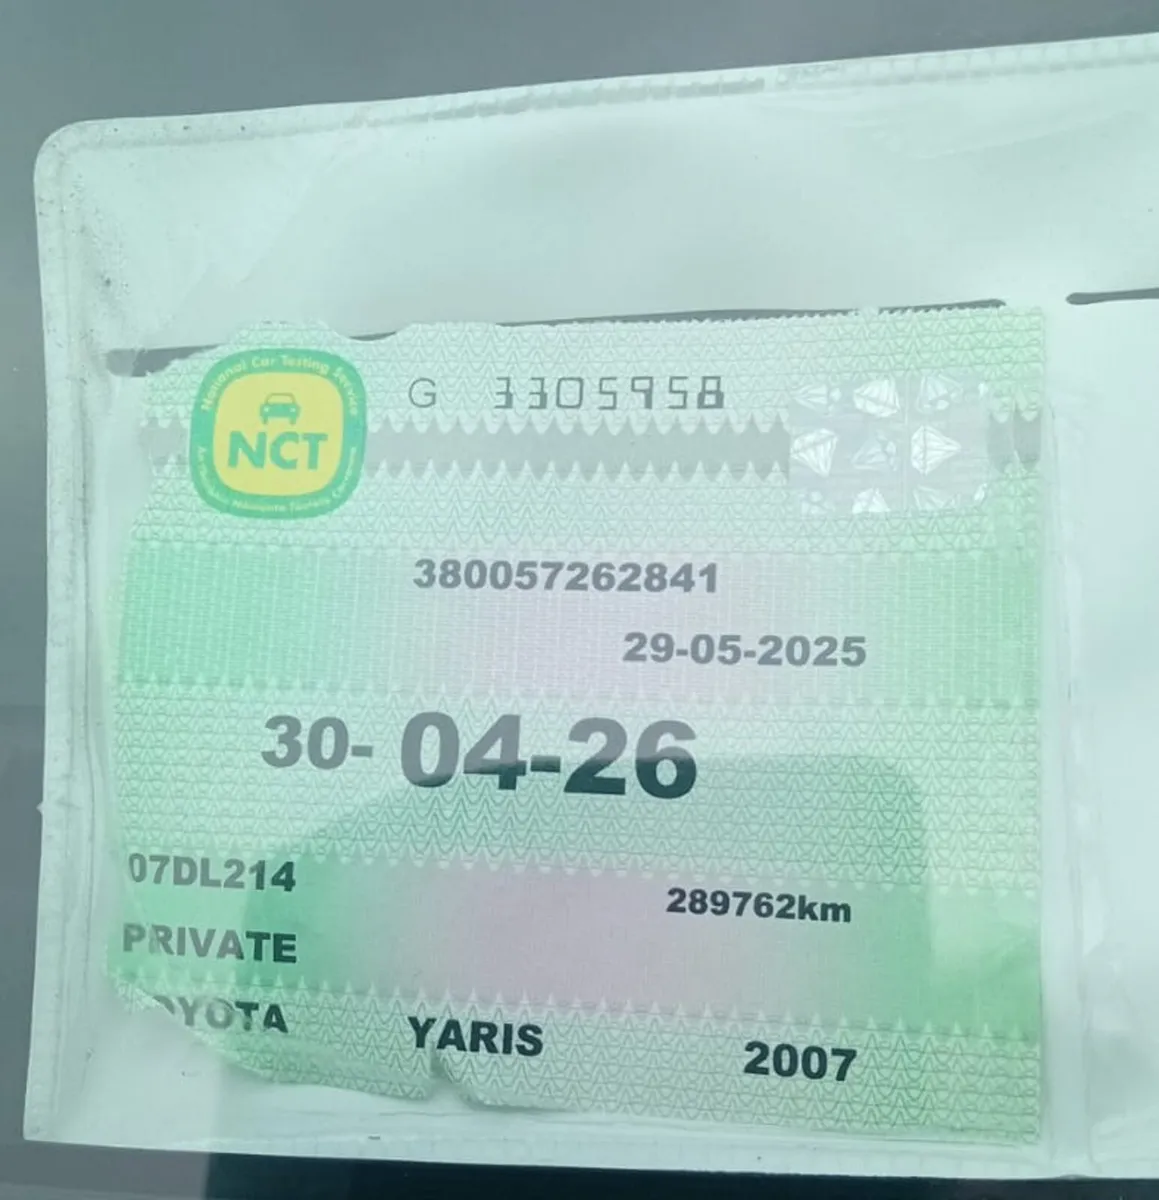 National Car Testing Service
NCT
G 3305958
380057262841
29-05-2025
30- 04-26
07DL214
289762km
PRIVATE
OYOTA YARIS 2007